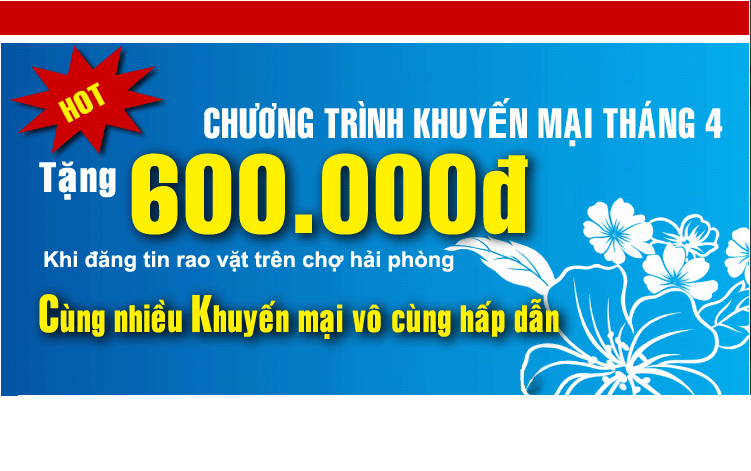 HOT
CHƯƠNG TRÌNH KHUYẾN MẠI THÁNG 4
Tặng 600.000đ
Khi đăng tin rao vặt trên chợ hải phòng
Cùng nhiều Khuyến mại vô cùng hấp dẫn